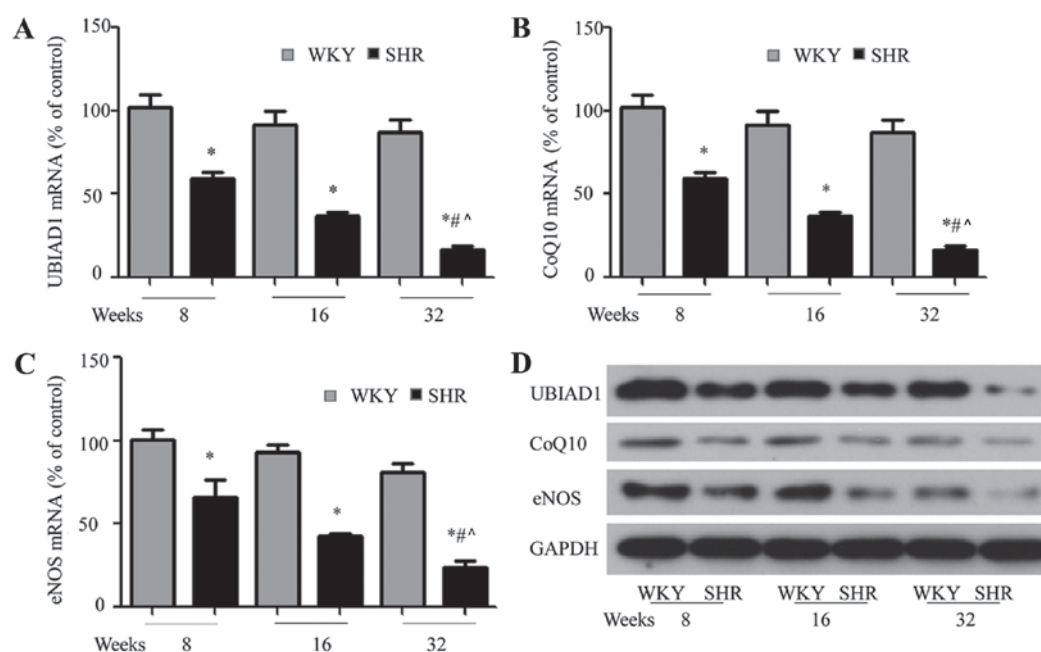 A
150
100
50
0
UBIAD1 mRNA (% of control)
WKY SHR
*
*
*#^
Weeks 8 16 32
B
150
100
50
0
CoQ10 mRNA (% of control)
WKY SHR
*
*
*#^
Weeks 8 16 32
C
150
100
50
0
eNOS mRNA (% of control)
WKY SHR
*
*
*#^
Weeks 8 16 32
D
UBIAD1
CoQ10
eNOS
GAPDH
WKY SHR WKY SHR WKY SHR
Weeks 8 16 32